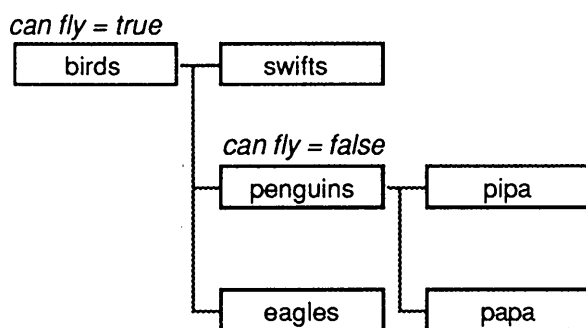 can fly = true
birds
swifts
can fly = false
penguins
pipa
eagles
papa